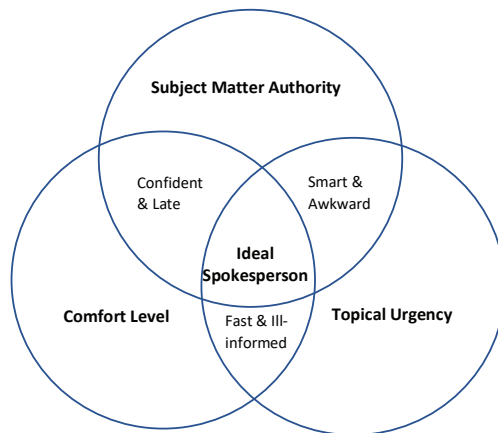 Subject Matter Authority
Confident
& Late
Smart &
Awkward
Ideal
Spokesperson
Comfort Level
Topical Urgency
Fast & Ill-
informed